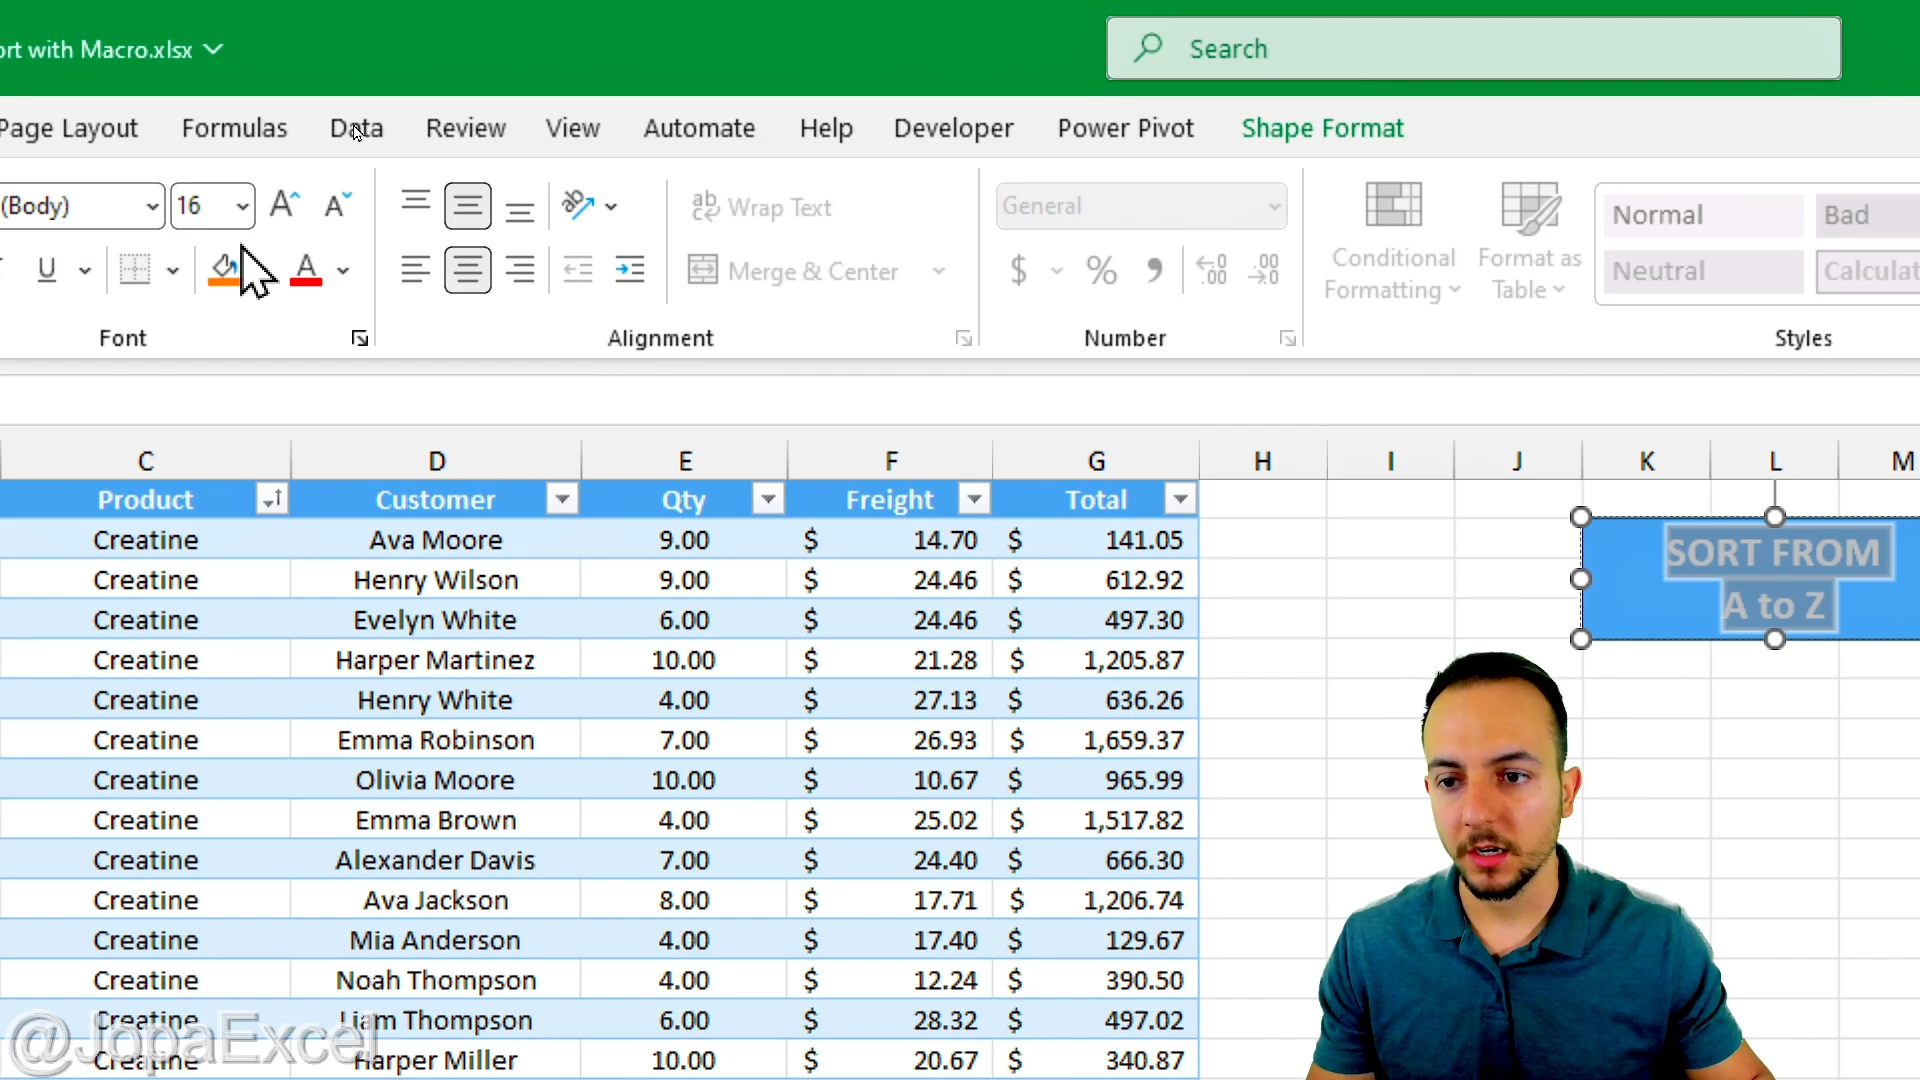 ort with Macro.xlsx
Search
Page Layout Formulas Data Review View Automate Help Developer Power Pivot Shape Format
(Body) 16 A A Wrap Text General Normal Bad
U A Merge & Center $ % Conditional Formatting Format as Table Neutral Calculat
Font Alignment Number Styles
C D E F G H I J K L M
Product Customer Qty Freight Total
Creatine Ava Moore 9.00 $ 14.70 $ 141.05
SORT FROM
A to Z
Creatine Henry Wilson 9.00 $ 24.46 $ 612.92
Creatine Evelyn White 6.00 $ 24.46 $ 497.30
Creatine Harper Martinez 10.00 $ 21.28 $ 1,205.87
Creatine Henry White 4.00 $ 27.13 $ 636.26
Creatine Emma Robinson 7.00 $ 26.93 $ 1,659.37
Creatine Olivia Moore 10.00 $ 10.67 $ 965.99
Creatine Emma Brown 4.00 $ 25.02 $ 1,517.82
Creatine Alexander Davis 7.00 $ 24.40 $ 666.30
Creatine Ava Jackson 8.00 $ 17.71 $ 1,206.74
Creatine Mia Anderson 4.00 $ 17.40 $ 129.67
Creatine Noah Thompson 4.00 $ 12.24 $ 390.50
Creatine Liam Thompson 6.00 $ 28.32 $ 497.02
Creatine Harper Miller 10.00 $ 20.67 $ 340.87
@JopaExcel